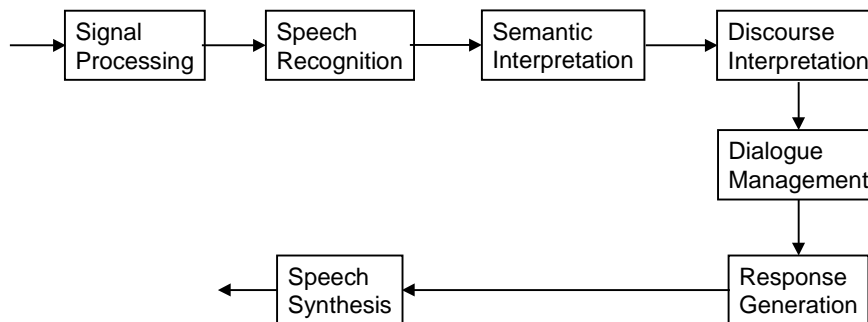 Signal
Processing
Speech
Recognition
Semantic
Interpretation
Discourse
Interpretation
Dialogue
Management
Response
Generation
Speech
Synthesis